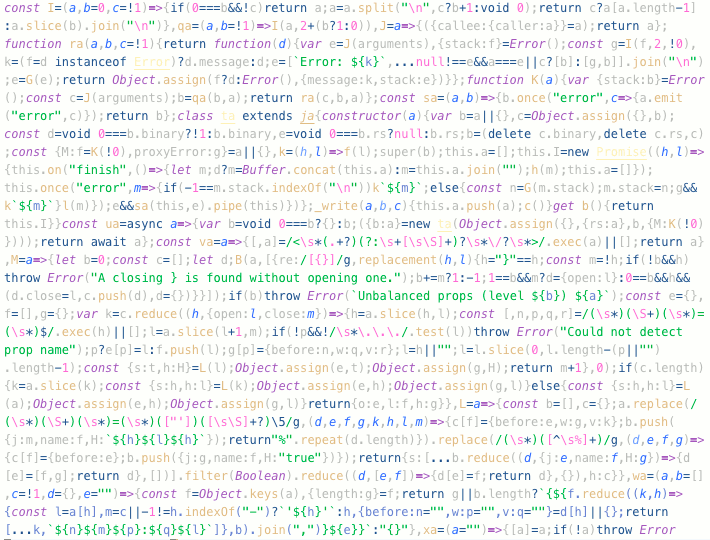 const I=(a,b=0,c=!1)=>{if(0===b&&!c)return a;a=a.split("\n",c?b+1:void 0);return c?a[a.length-1]
:a.slice(b).join("\n")},qa=(a,b=!1)=>I(a,2+(b?1:0)),J=a=>{({callee:{caller:a}}=a);return a};
function ra(a,b,c=!1){return function(d){var e=J(arguments),{stack:f}=Error();const g=I(f,2,!0),
k=(f=d instanceof Error)?d.message:d;e=[`Error: ${k}`,...null!==e&&a===e||c?[b]:[g,b]].join("\n")
;e=G(e);return Object.assign(f?d:Error(),{message:k,stack:e})}};function K(a){var {stack:b}=Error
();const c=J(arguments);b=qa(b,a);return ra(c,b,a)};const sa=(a,b)=>{b.once("error",c=>{a.emit
("error",c)});return b};class ta extends ja{constructor(a){var b=a||{},c=Object.assign({},b);
const d=void 0===b.binary?!1:b.binary,e=void 0===b.rs?null:b.rs;b=(delete c.binary,delete c.rs,c)
;const {M:f=K(!0),proxyError:g}=a||{},k=(h,l)=>f(l);super(b);this.a=[];this.I=new Promise((h,l)=>
{this.on("finish",()=>{let m;d?m=Buffer.concat(this.a):m=this.a.join("");h(m);this.a=[]});
this.once("error",m=>{if(-1==m.stack.indexOf("\n"))k`${m}`;else{const n=G(m.stack);m.stack=n;g&&
k`${m}`}l(m)});e&&sa(this,e).pipe(this)})};_write(a,b,c){this.a.push(a);c()}get b(){return
this.I}}const ua=async a=>{var b=void 0===b?{}:b;({b:a}=new ta(Object.assign({},{rs:a},b,{M:K(!0)
})));return await a};const va=a=>{[,a]=/<\s*(.+?)(?:\s+[\s\S]+)?\s*\/?\s*>/.exec(a)||[];return a}
,M=a=>{let b=0;const c=[];let d;B(a,[{re:/[{}]/g,replacement(h,l){h="}"==h;const m=!h;if(!b&&h)
throw Error("A closing } is found without opening one.");b+=m?1:-1;1==b&&m?d={open:l}:0==b&&h&&
(d.close=l,c.push(d),d={})}}]);if(b)throw Error(`Unbalanced props (level ${b}) ${a}`);const e={},
f=[],g={};var k=c.reduce((h,{open:l,close:m})=>{h=a.slice(h,l);const [,n,p,q,r]=/(\s*)(\S+)(\s*)=
(\s*)$/.exec(h)||[];l=a.slice(l+1,m);if(!p&&!/\s*\.\.\./.test(l))throw Error("Could not detect
prop name");p?e[p]=l:f.push(l);g[p]={before:n,w:q,v:r};l=h||"";l=l.slice(0,l.length-(p||"")
.length-1);const {s:t,h:H}=L(l);Object.assign(e,t);Object.assign(g,H);return m+1},0);if(c.length)
{k=a.slice(k);const {s:h,h:l}=L(k);Object.assign(e,h);Object.assign(g,l)}else{const {s:h,h:l}=L
(a);Object.assign(e,h);Object.assign(g,l)}return{o:e,l:f,h:g}},L=a=>{const b=[],c={};a.replace(/
(\s*)(\S+)(\s*)=(\s*)(["'])([\s\S]+?)\5/g,(d,e,f,g,k,h,l,m)=>{c[f]={before:e,w:g,v:k};b.push(
{j:m,name:f,H:`${h}${l}${h}`});return"%".repeat(d.length)}).replace(/(\s*)([^\s%]+)/g,(d,e,f,g)=>
{c[f]={before:e};b.push({j:g,name:f,H:"true"})});return{s:[...b.reduce((d,{j:e,name:f,H:g})=>{d
[e]=[f,g];return d},[])].filter(Boolean).reduce((d,[e,f])=>{d[e]=f;return d},{}),h:c}},wa=(a,b=[]
,c=!1,d={},e="")=>{const f=Object.keys(a),{length:g}=f;return g||b.length?`{${f.reduce((k,h)=>
{const l=a[h],m=c||-1!=h.indexOf("-")?`'${h}'`:h,{before:n="",w:p="",v:q=""}=d[h]||{};return
[...k,`${n}${m}${p}:${q}${l}`]},b).join(",")}${e}}`:"{}"},xa=(a="")=>{[a]=a;if(!a)throw Error